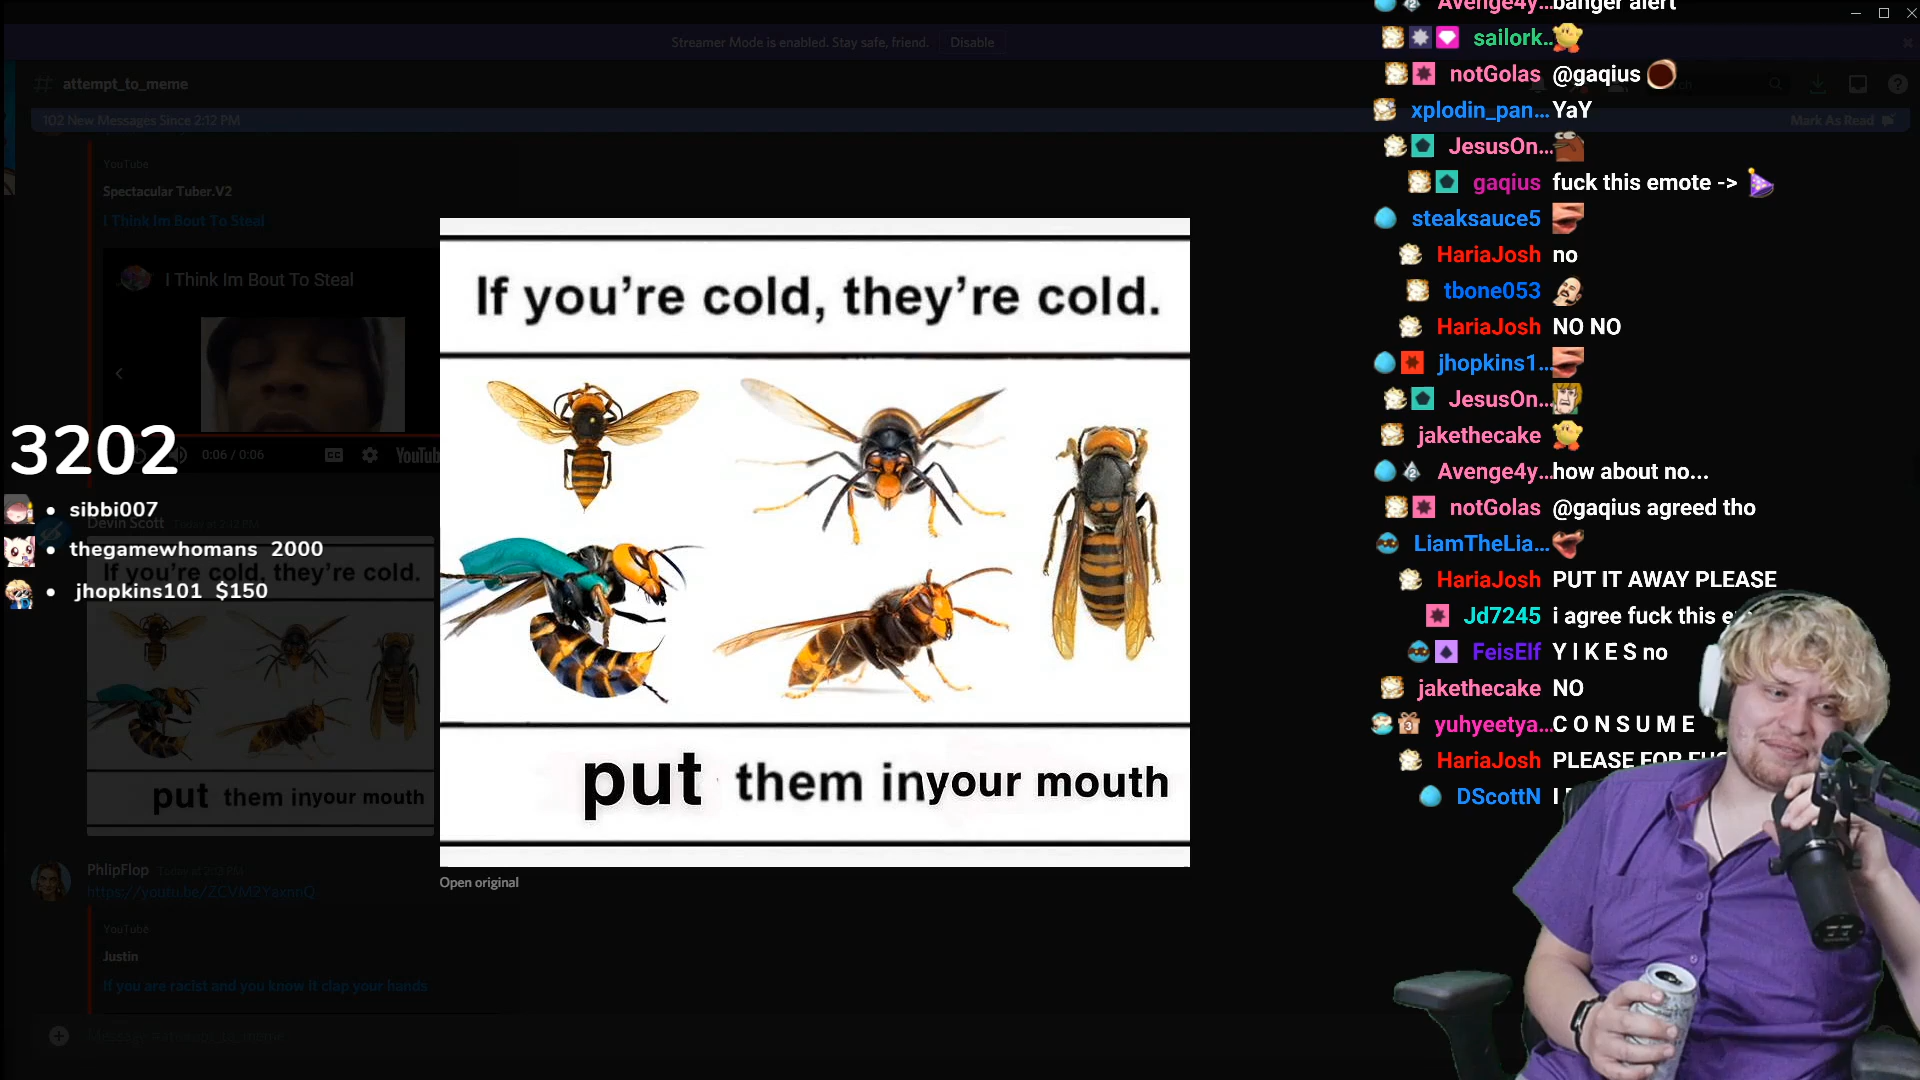 Streamer Mode is enabled. Stay safe, friend.
Disable
attempt_to_meme
102 New Messages Since 2:12 PM
Mark As Read
YouTube
Spectacular Tuber.V2
I Think Im Bout To Steal
I Think Im Bout To Steal
3202
0:06 / 0:06
sibbi007
Devin Scott
thegamewhomans 2000
jhopkins101 $150
If you're cold, they're cold.
put them inyour mouth
PhlipFlop
YouTube
Justin
If you are racist and you know it clap your hands
If you’re cold, they’re cold.
put them inyour mouth
Open original
Avenge4y... banger alert
sailork..
notGolas @gaqius
xplodin_pan... YaY
JesusOn...
gaqius fuck this emote ->
steaksauce5
HariaJosh no
tbone053
HariaJosh NO NO
jhopkins1...
JesusOn...
jakethecake
Avenge4y... how about no...
notGolas @gaqius agreed tho
LiamTheLia...
HariaJosh PUT IT AWAY PLEASE
Jd7245 i agree fuck this
FeisElf Y I K E S no
jakethecake NO
yuhyeetya... C O N S U M E
HariaJosh PLEASE FOR
DScottN I